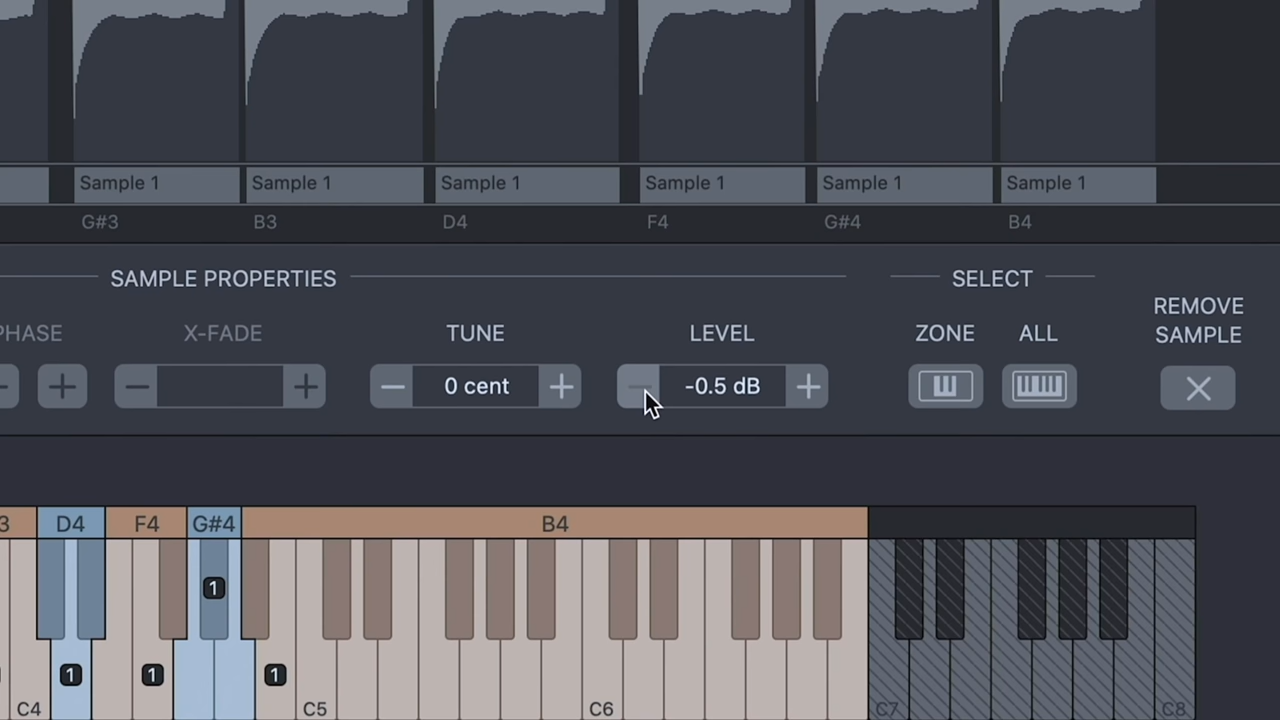 Sample 1 Sample 1 Sample 1 Sample 1 Sample 1 Sample 1
G#3 B3 D4 F4 G#4 B4
SAMPLE PROPERTIES SELECT
PHASE X-FADE TUNE LEVEL ZONE ALL REMOVE
SAMPLE
0 cent -0.5 dB
3 D4 F4 G#4 B4
1
1 1 1
C4 C5 C6 C7 C8